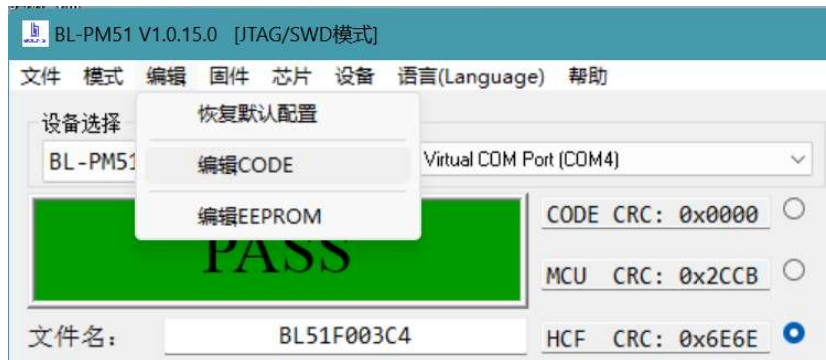 BL-PM51 V1.0.15.0 [JTAG/SWD模式]
文件 模式 编辑 固件 芯片 设备 语言(Language) 帮助
设备选择
恢复默认配置
BL-PM51
编辑CODE
Virtual COM Port (COM4)
编辑EEPROM
PASS
CODE CRC: 0x0000
MCU CRC: 0x2CCB
文件名:
BL51F003C4
HCF CRC: 0x6E6E